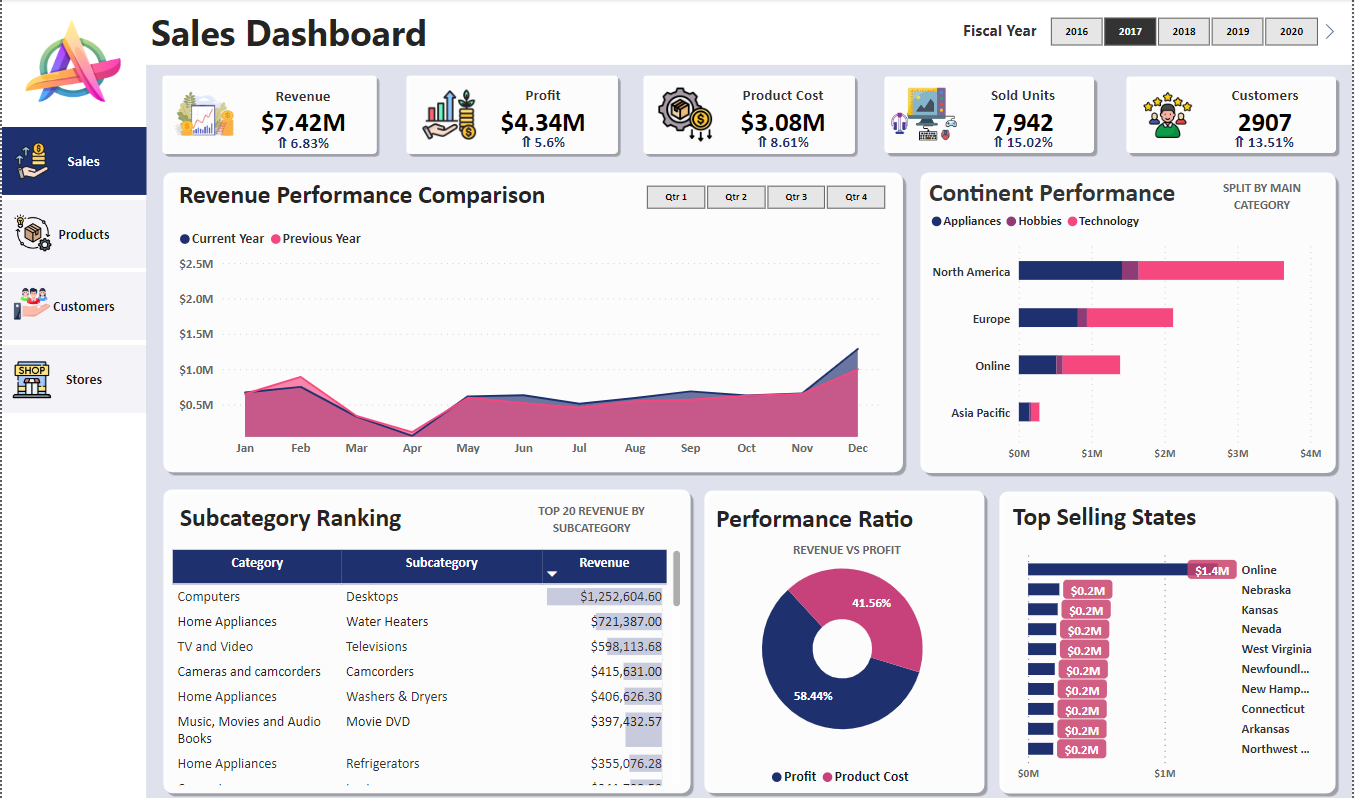 Sales Dashboard
Fiscal Year
2016
2017
2018
2019
2020
Sales
Products
Customers
SHOP
Stores
Revenue
$7.42M
⇈ 6.83%
Profit
$4.34M
⇈ 5.6%
Product Cost
$3.08M
⇈ 8.61%
Sold Units
7,942
⇈ 15.02%
Customers
2907
⇈ 13.51%
Revenue Performance Comparison
Qtr 1
Qtr 2
Qtr 3
Qtr 4
Current Year
Previous Year
$2.5M
$2.0M
$1.5M
$1.0M
$0.5M
Jan
Feb
Mar
Apr
May
Jun
Jul
Aug
Sep
Oct
Nov
Dec
Continent Performance
SPLIT BY MAIN
CATEGORY
Appliances
Hobbies
Technology
North America
Europe
Online
Asia Pacific
$0M
$1M
$2M
$3M
$4M
Subcategory Ranking
TOP 20 REVENUE BY
SUBCATEGORY
Category Subcategory Revenue
Computers Desktops $1,252,604.60
Home Appliances Water Heaters $721,387.00
TV and Video Televisions $598,113.68
Cameras and camcorders Camcorders $415,631.00
Home Appliances Washers & Dryers $406,626.30
Music, Movies and Audio Movie DVD $397,432.57
Books
Home Appliances Refrigerators $355,076.28
Performance Ratio
REVENUE VS PROFIT
41.56%
58.44%
Profit
Product Cost
Top Selling States
$1.4M Online
$0.2M Nebraska
$0.2M Kansas
$0.2M Nevada
$0.2M West Virginia
$0.2M Newfoundl...
$0.2M New Hamp...
$0.2M Connecticut
$0.2M Arkansas
$0.2M Northwest ...
$0M
$1M